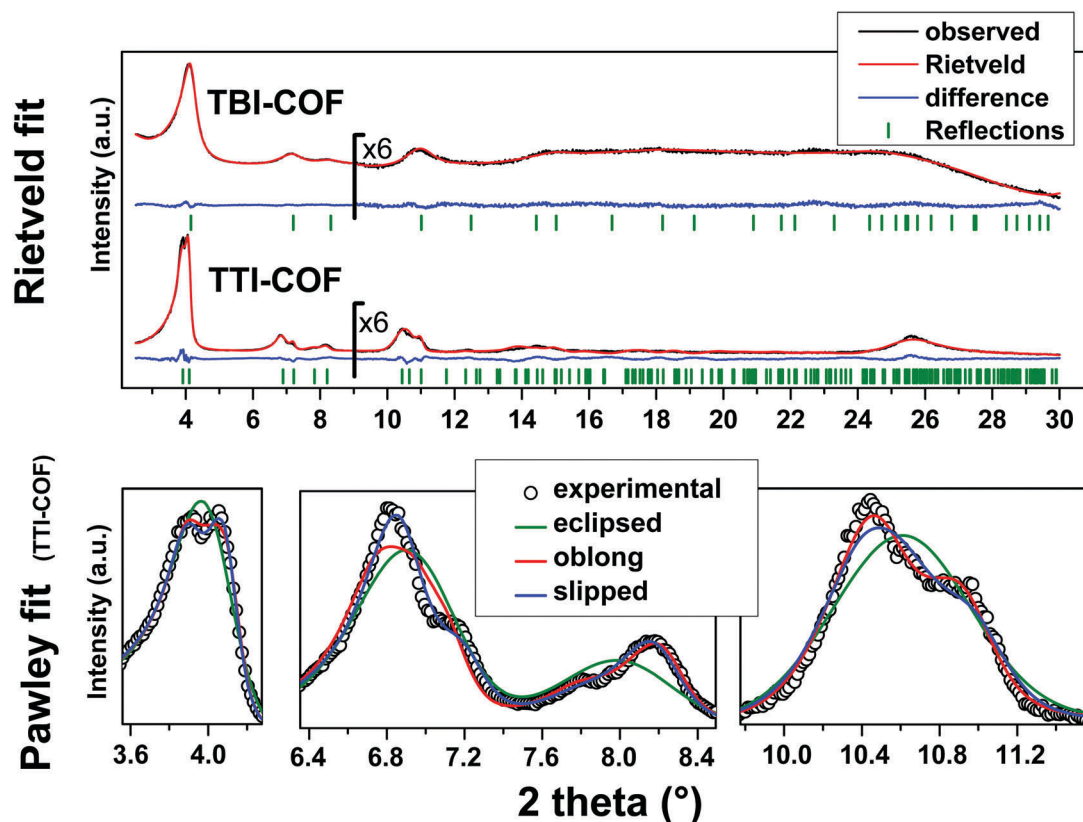 Rietveld fit
Intensity (a.u.)
observed
Rietveld
difference
Reflections
TBI-COF
x6
TTI-COF
x6
4 6 8 10 12 14 16 18 20 22 24 26 28 30
Pawley fit (TTI-COF)
Intensity (a.u.)
experimental
eclipsed
oblong
slipped
3.6 4.0 6.4 6.8 7.2 7.6 8.0 8.4 10.0 10.4 10.8 11.2
2 theta (°)